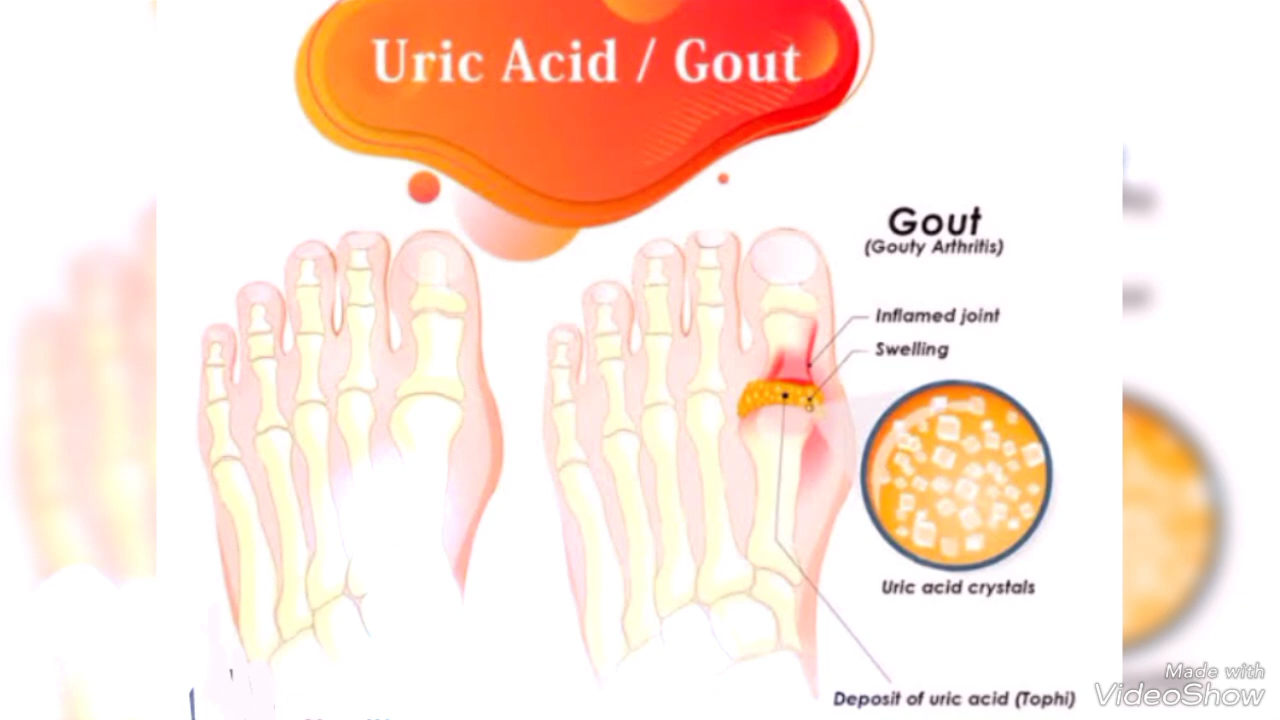 Uric Acid / Gout
Gout
(Gouty Arthritis)
Inflamed joint
Swelling
Uric acid crystals
Deposit of uric acid (Tophi)
Made with
VideoShow